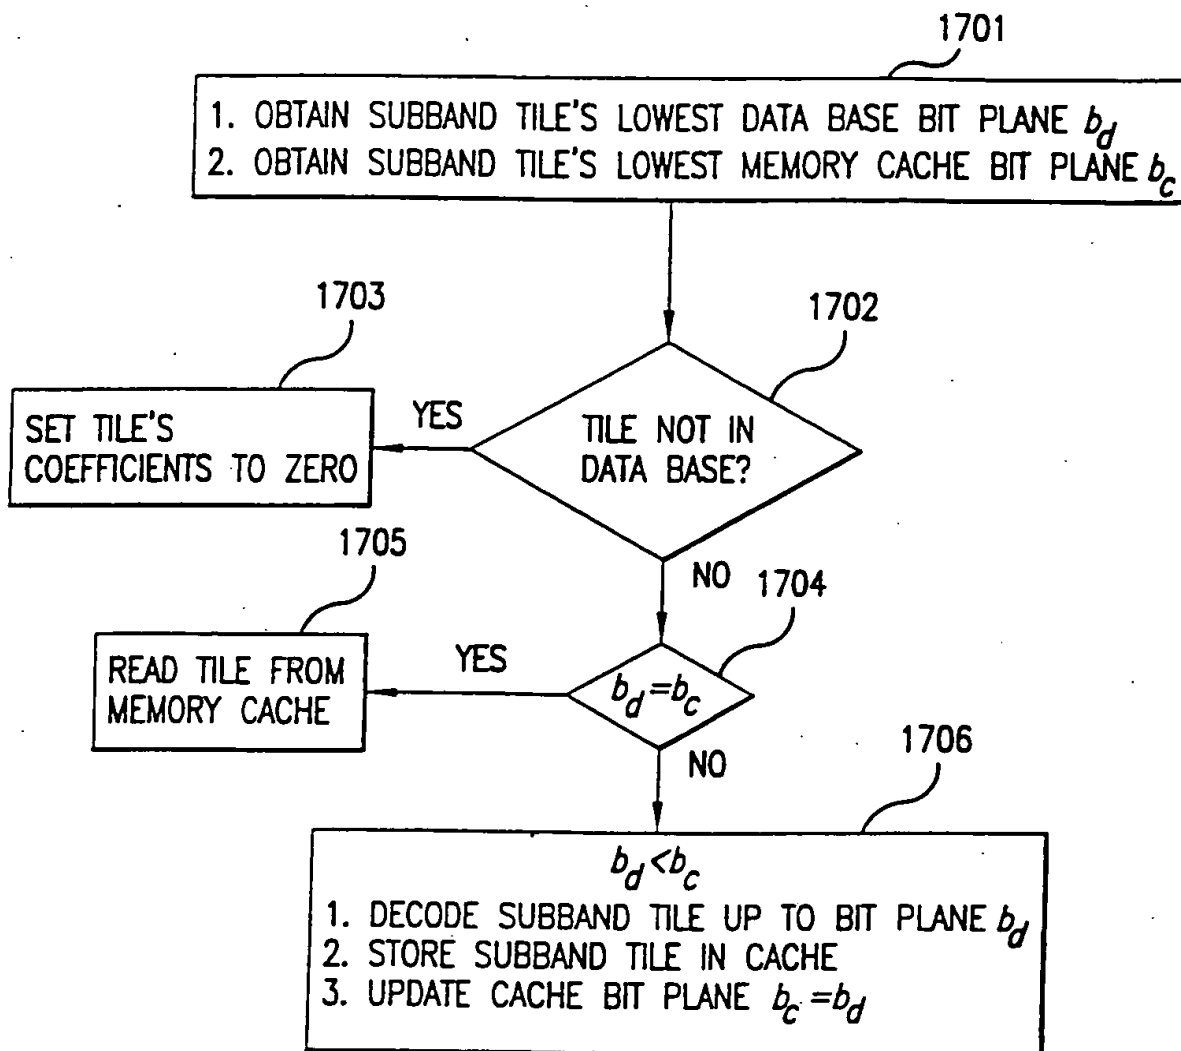 1701
1. OBTAIN SUBBAND TILE'S LOWEST DATA BASE BIT PLANE b_d
2. OBTAIN SUBBAND TILE'S LOWEST MEMORY CACHE BIT PLANE b_c
1703
1702
SET TILE'S
COEFFICIENTS TO ZERO
YES
TILE NOT IN
DATA BASE?
1705
NO
1704
READ TILE FROM
MEMORY CACHE
YES
b_d=b_c
NO
1706
b_d<b_c
1. DECODE SUBBAND TILE UP TO BIT PLANE b_d
2. STORE SUBBAND TILE IN CACHE
3. UPDATE CACHE BIT PLANE b_c=b_d